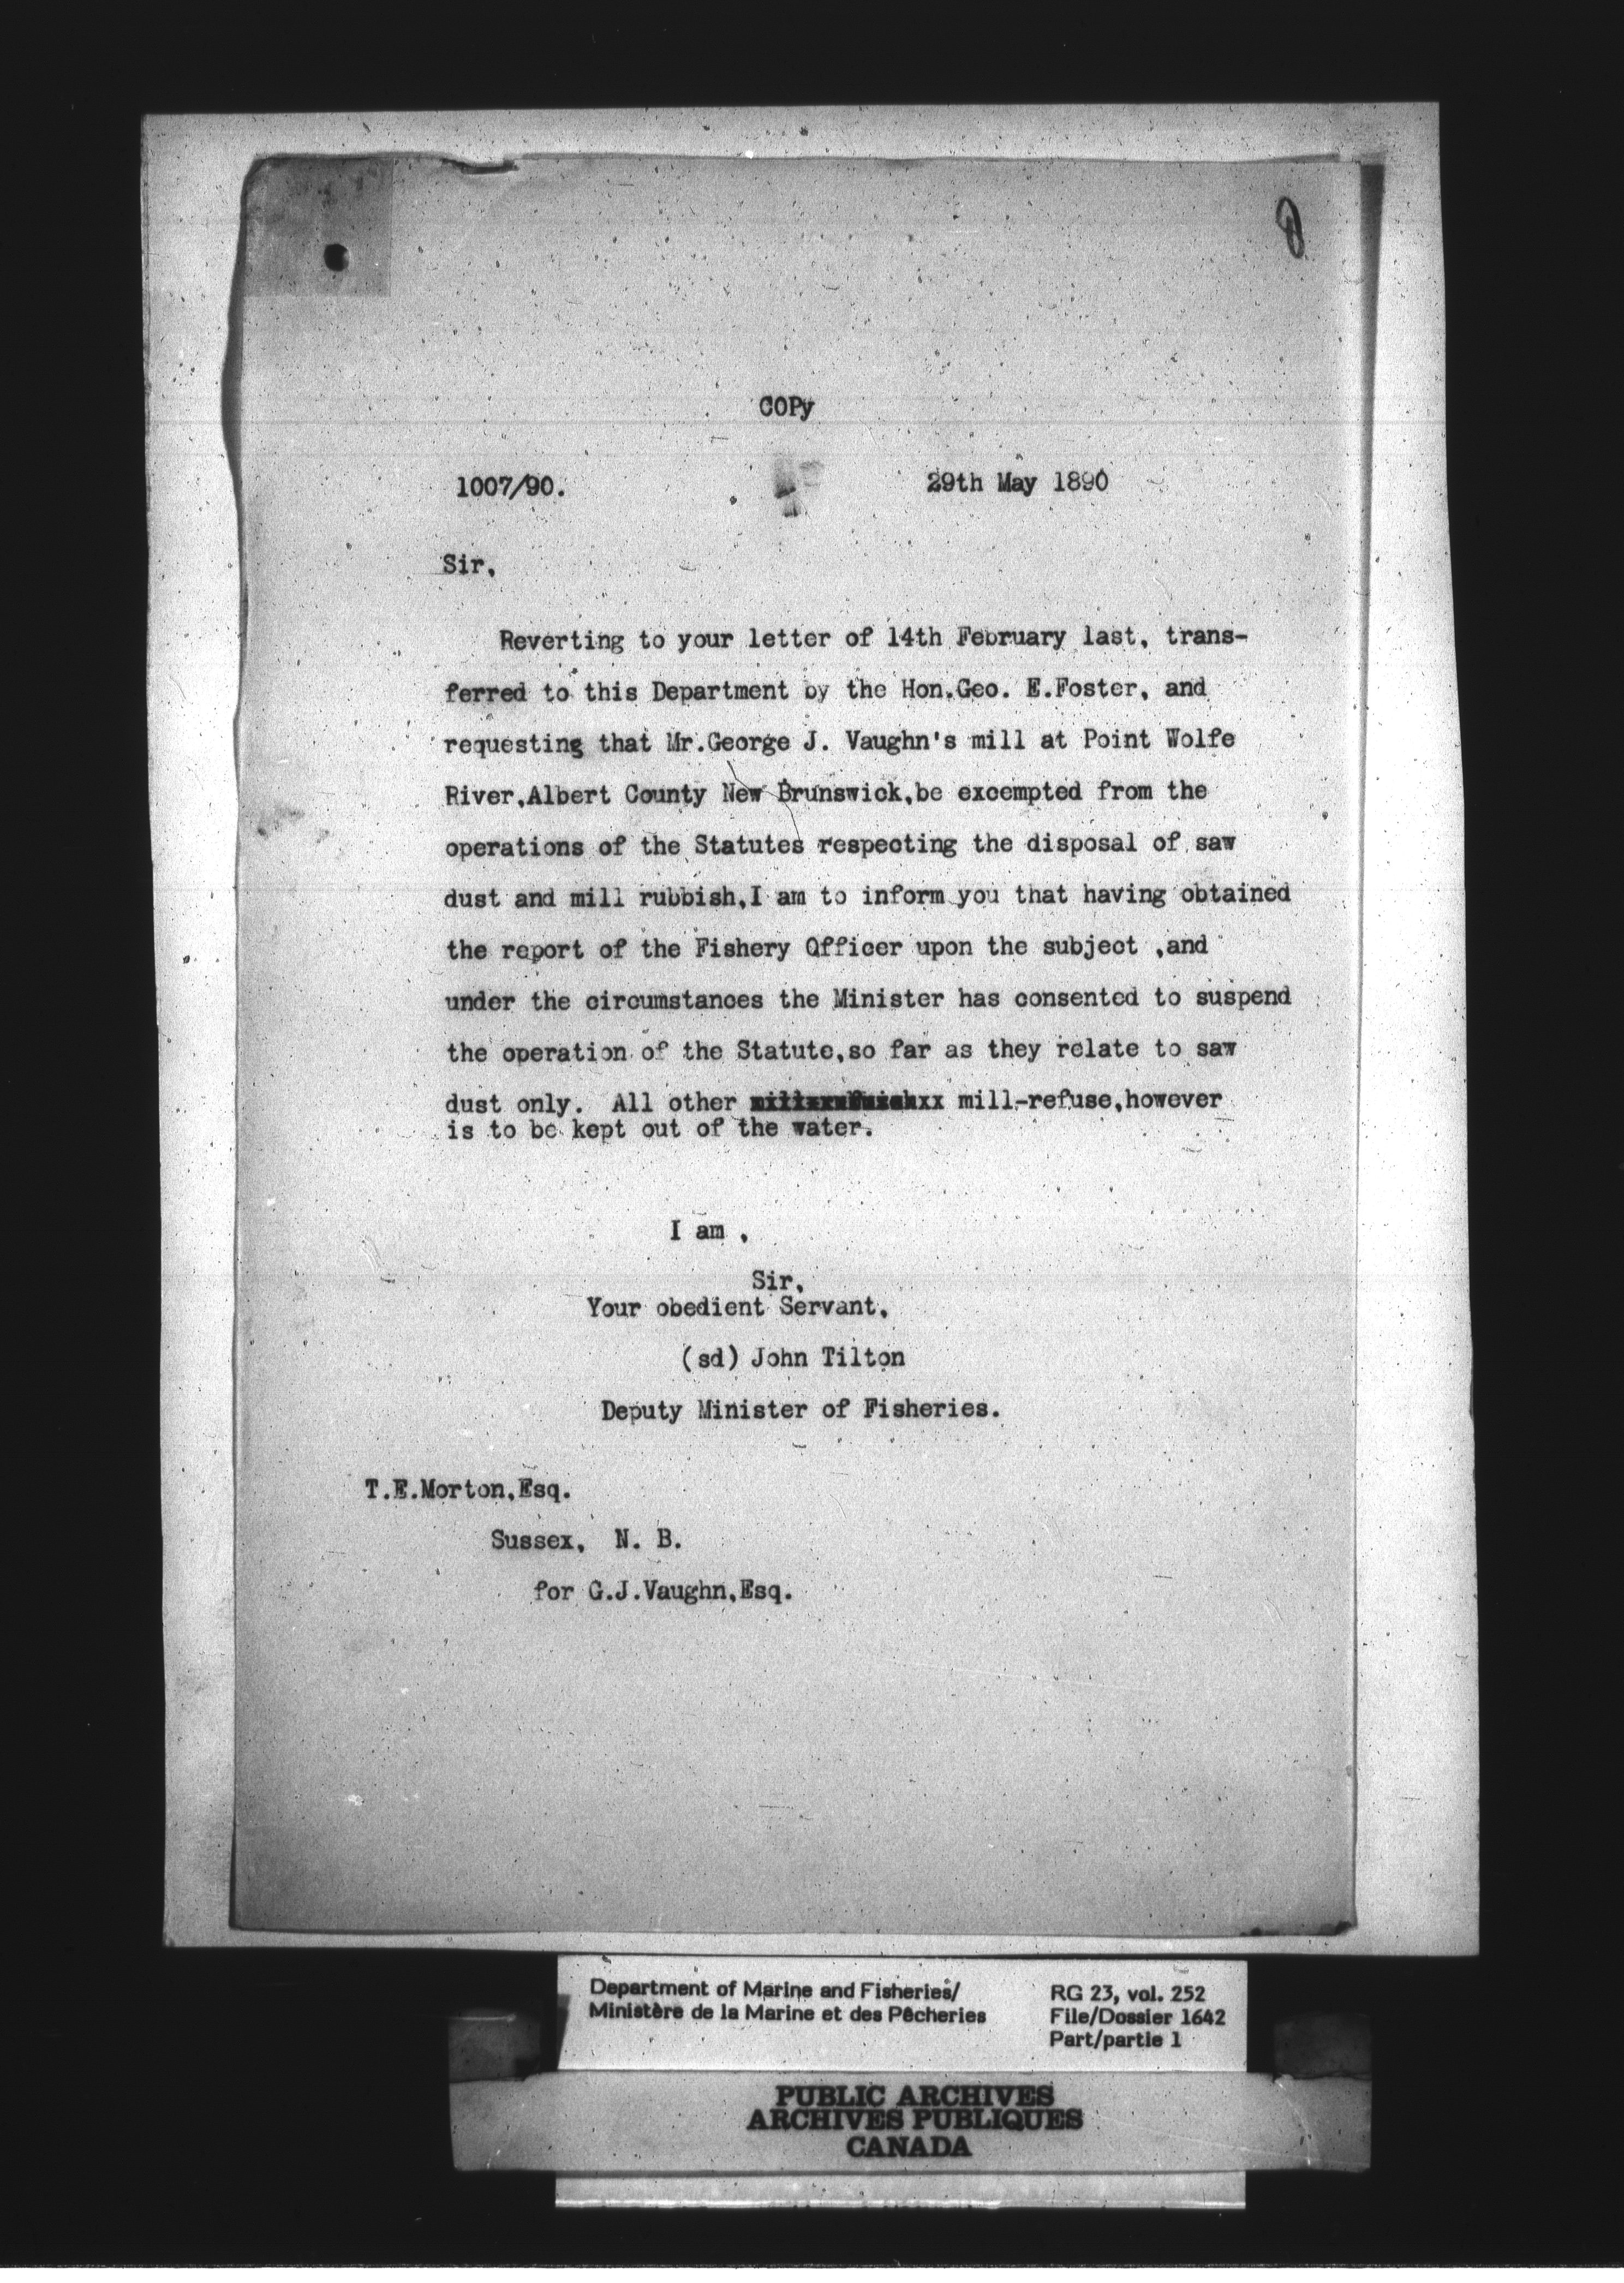 COPy
1007/90.
29th May 1890
Sir,
Reverting to your letter of 14th February last, trans-
ferred to this Department by the Hon.Geo. E.Foster, and
requesting that Mr.George J. Vaughn's mill at Point Wolfe
River,Albert County New Brunswick,be excempted from the
operations of the Statutes respecting the disposal of saw
dust and mill rubbish,I am to inform you that having obtained
the report of the Fishery Officer upon the subject ,and
under the circumstances the Minister has consented to suspend
the operation of the Statute,so far as they relate to saw
dust only. All other mill-refuse,however
is to be kept out of the water.
I am ,
Sir,
Your obedient Servant,
(sd) John Tilton
Deputy Minister of Fisheries.
T.E.Morton,Esq.
Sussex, N. B.
for G.J.Vaughn,Esq.
Department of Marine and Fisheries/
Ministère de la Marine et des Pêcheries
RG 23, vol. 252
File/Dossier 1642
Part/partie 1
PUBLIC ARCHIVES
ARCHIVES PUBLIQUES
CANADA